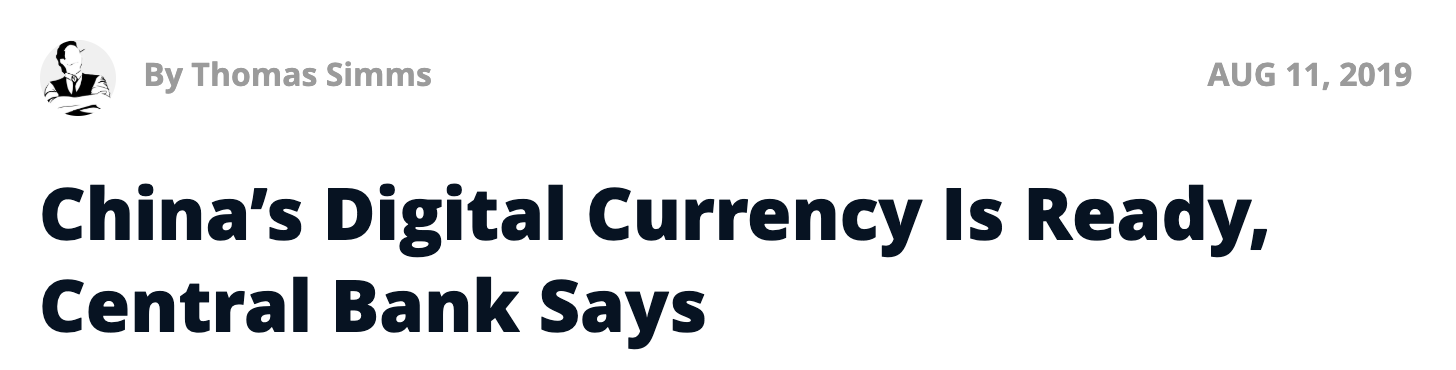 By Thomas Simms
AUG 11, 2019
China’s Digital Currency Is Ready,
Central Bank Says